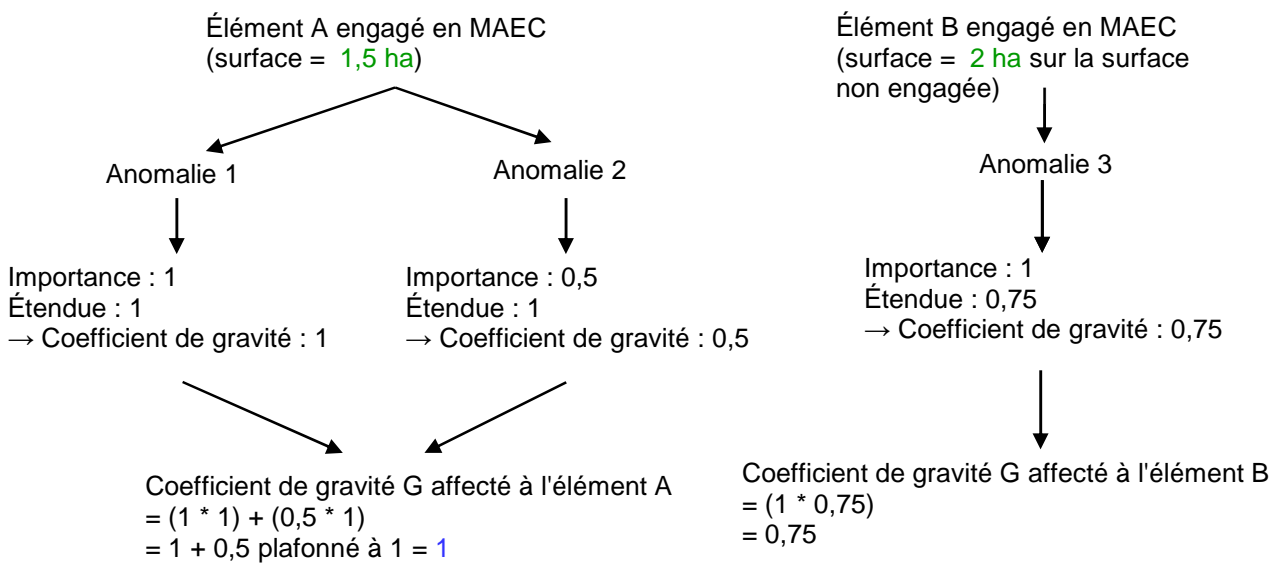 Élément A engagé en MAEC
(surface = 1,5 ha)
Élément B engagé en MAEC
(surface = 2 ha sur la surface
non engagée)
Anomalie 1
Anomalie 2
Anomalie 3
Importance : 1
Étendue : 1
→ Coefficient de gravité : 1
Importance : 0,5
Étendue : 1
→ Coefficient de gravité : 0,5
Importance : 1
Étendue : 0,75
→ Coefficient de gravité : 0,75
Coefficient de gravité G affecté à l'élément A
= (1 * 1) + (0,5 * 1)
= 1 + 0,5 plafonné à 1 = 1
Coefficient de gravité G affecté à l'élément B
= (1 * 0,75)
= 0,75